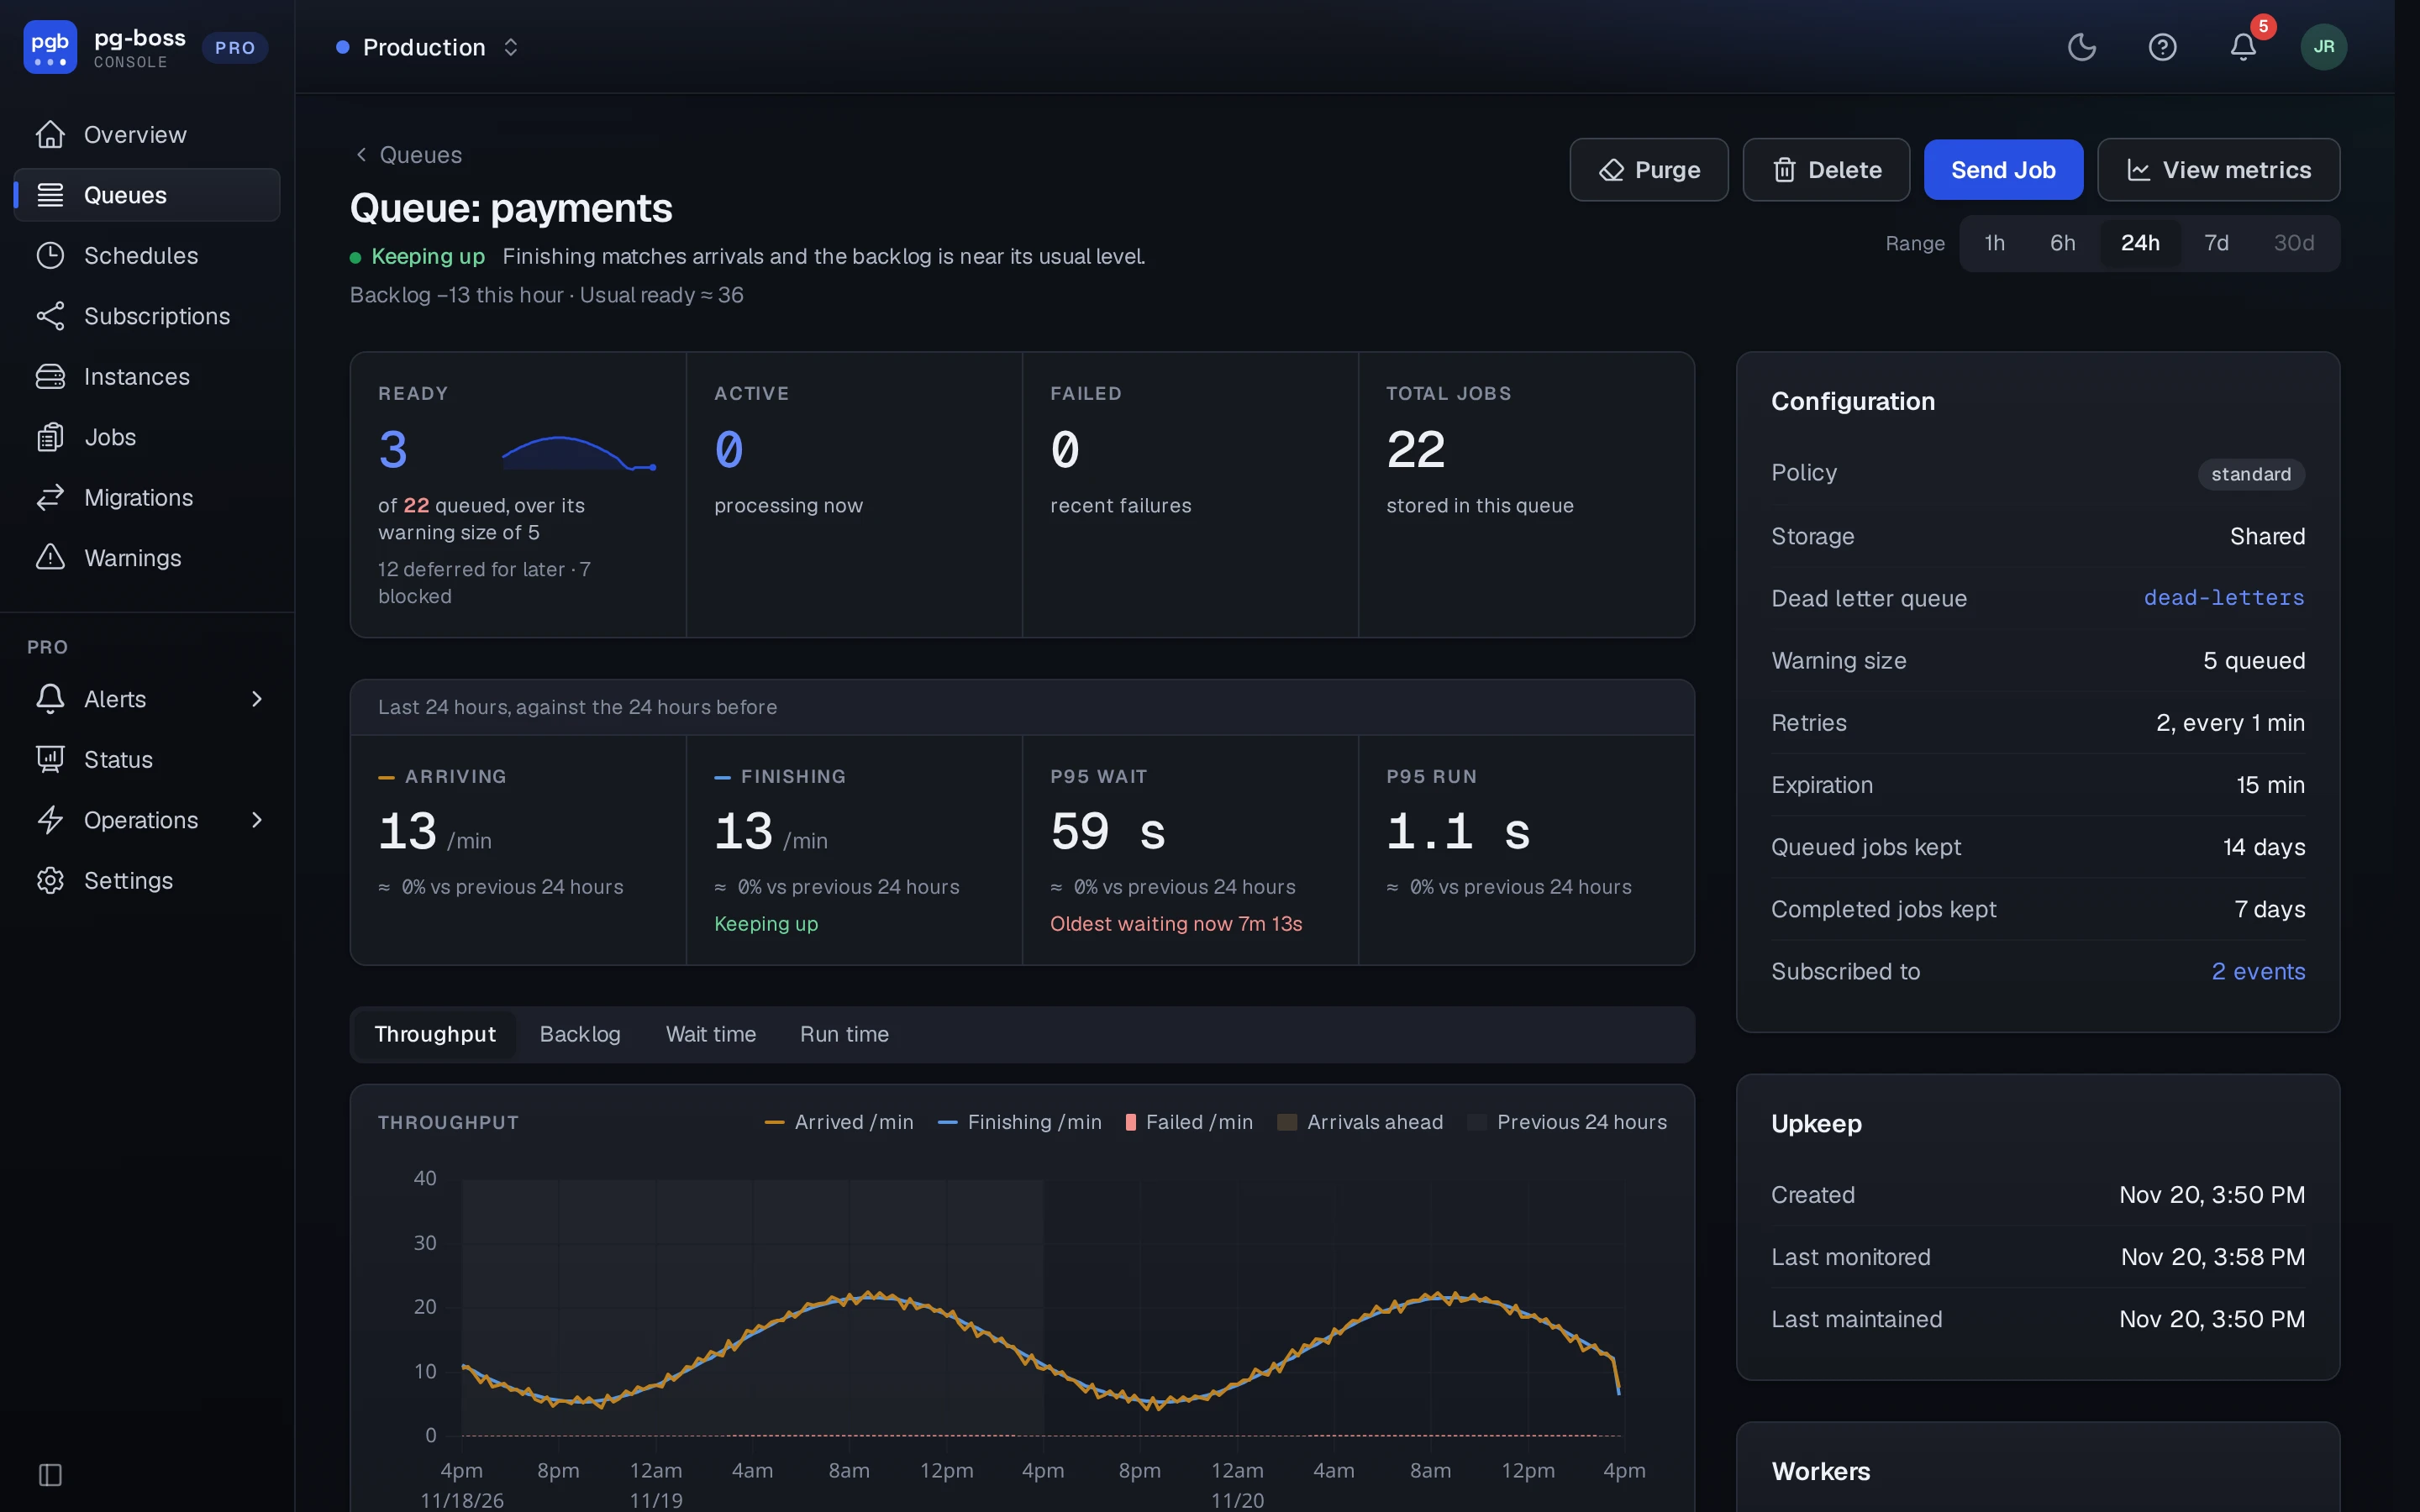 pgb
pg-boss
CONSOLE
PRO
Production
5
JR
Overview
Queues
Schedules
Subscriptions
Instances
Jobs
Migrations
Warnings
PRO
Alerts
Status
Operations
Settings
Queues
Purge
Delete
Send Job
View metrics
Queue: payments
Range
1h
6h
24h
7d
30d
Keeping up Finishing matches arrivals and the backlog is near its usual level.
Backlog −13 this hour · Usual ready ≈ 36
READY
3
of 22 queued, over its
warning size of 5
12 deferred for later · 7
blocked
ACTIVE
0
processing now
FAILED
0
recent failures
TOTAL JOBS
22
stored in this queue
Last 24 hours, against the 24 hours before
ARRIVING
13 /min
≈ 0% vs previous 24 hours
FINISHING
13 /min
≈ 0% vs previous 24 hours
Keeping up
P95 WAIT
59 s
≈ 0% vs previous 24 hours
Oldest waiting now 7m 13s
P95 RUN
1.1 s
≈ 0% vs previous 24 hours
Throughput
Backlog
Wait time
Run time
THROUGHPUT
Arrived /min
Finishing /min
Failed /min
Arrivals ahead
Previous 24 hours
40
30
20
10
0
4pm 8pm 12am 4am 8am 12pm 4pm 8pm 12am 4am 8am 12pm 4pm
11/18/26 11/19 11/20
Configuration
Policy standard
Storage Shared
Dead letter queue dead-letters
Warning size 5 queued
Retries 2, every 1 min
Expiration 15 min
Queued jobs kept 14 days
Completed jobs kept 7 days
Subscribed to 2 events
Upkeep
Created Nov 20, 3:50 PM
Last monitored Nov 20, 3:58 PM
Last maintained Nov 20, 3:50 PM
Workers